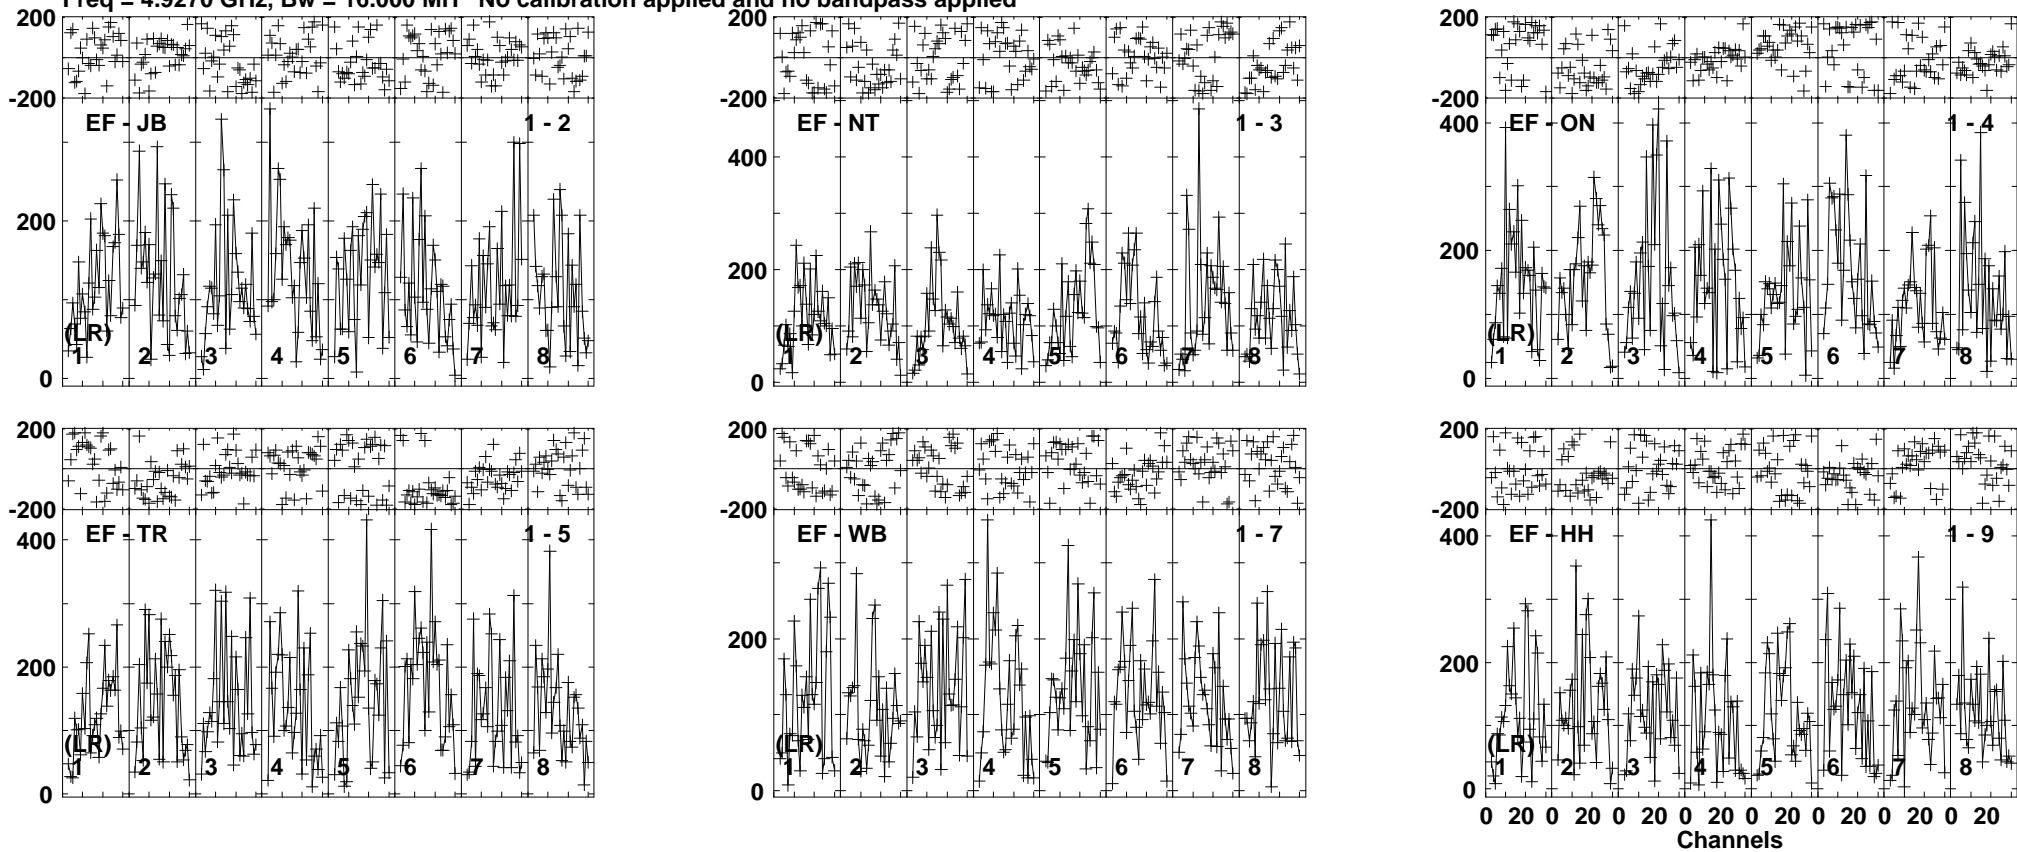 Freq = 4.9270 GHz, Bw = 16.000 MH No calibration applied and no bandpass applied
200
-200
EF - JB 1 - 2
200
0
(LR)
1 2 3 4 5 6 7 8
200
-200
EF - NT 1 - 3
400
200
0
(LR)
1 2 3 4 5 6 7 8
200
-200
EF - ON 1 - 4
400
200
0
(LR)
1 2 3 4 5 6 7 8
200
-200
EF - TR 1 - 5
400
200
0
(LR)
1 2 3 4 5 6 7 8
200
-200
EF - WB 1 - 7
200
0
(LR)
1 2 3 4 5 6 7 8
200
-200
EF - HH 1 - 9
400
200
0
(LR)
1 2 3 4 5 6 7 8
0 20 0 20 0 20 0 20 0 20 0 20 0 20 0 20
Channels